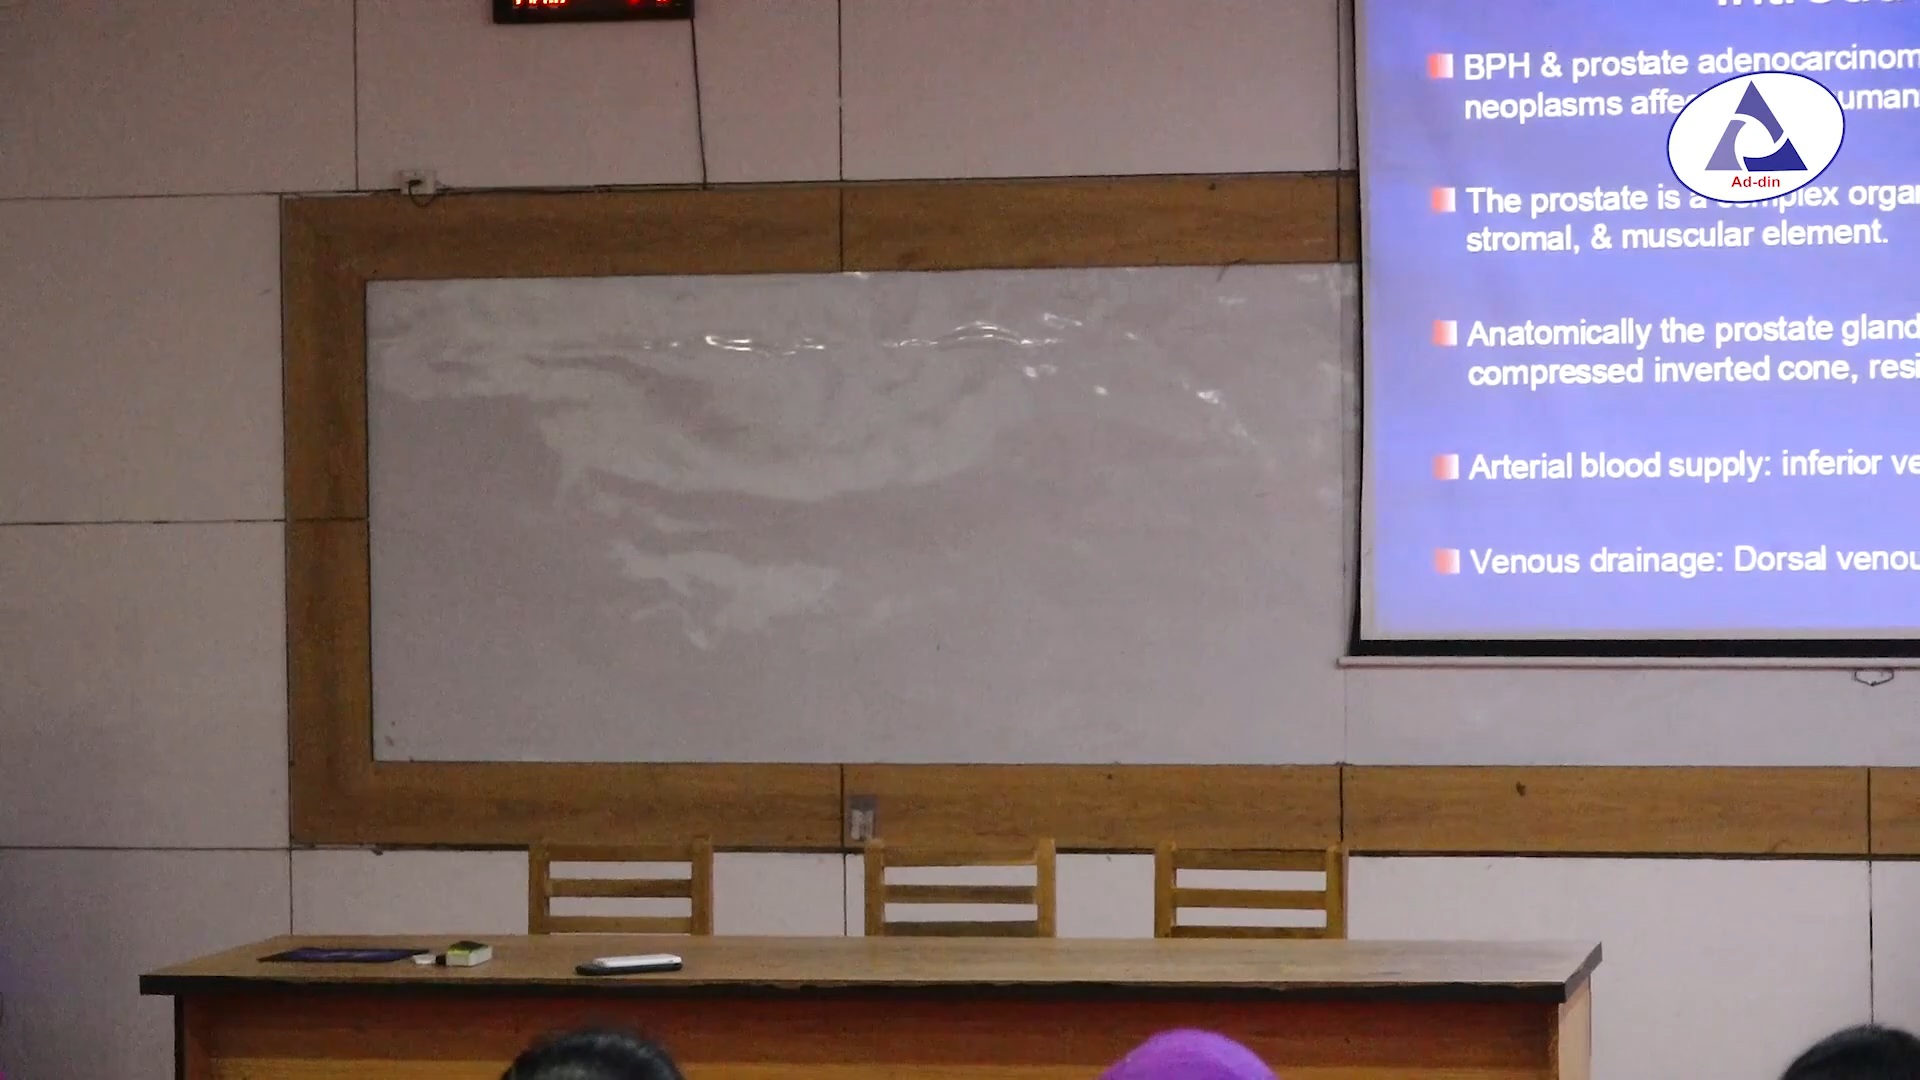 BPH & prostate adenocarcinom
neoplasms affe uman
The prostate is a complex organ
stromal, & muscular element.
Anatomically the prostate gland
compressed inverted cone, resi
Arterial blood supply: inferior ve
Venous drainage: Dorsal venou
Ad-din